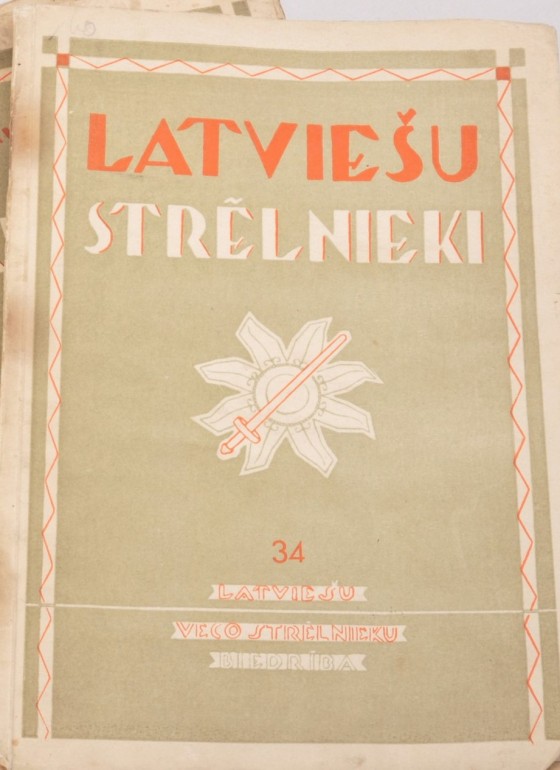 LATVIEŠU
STRĒLNIEKI
34
LATVIEŠU
VECO STRĒLNIEKU
BIEDRĪBA